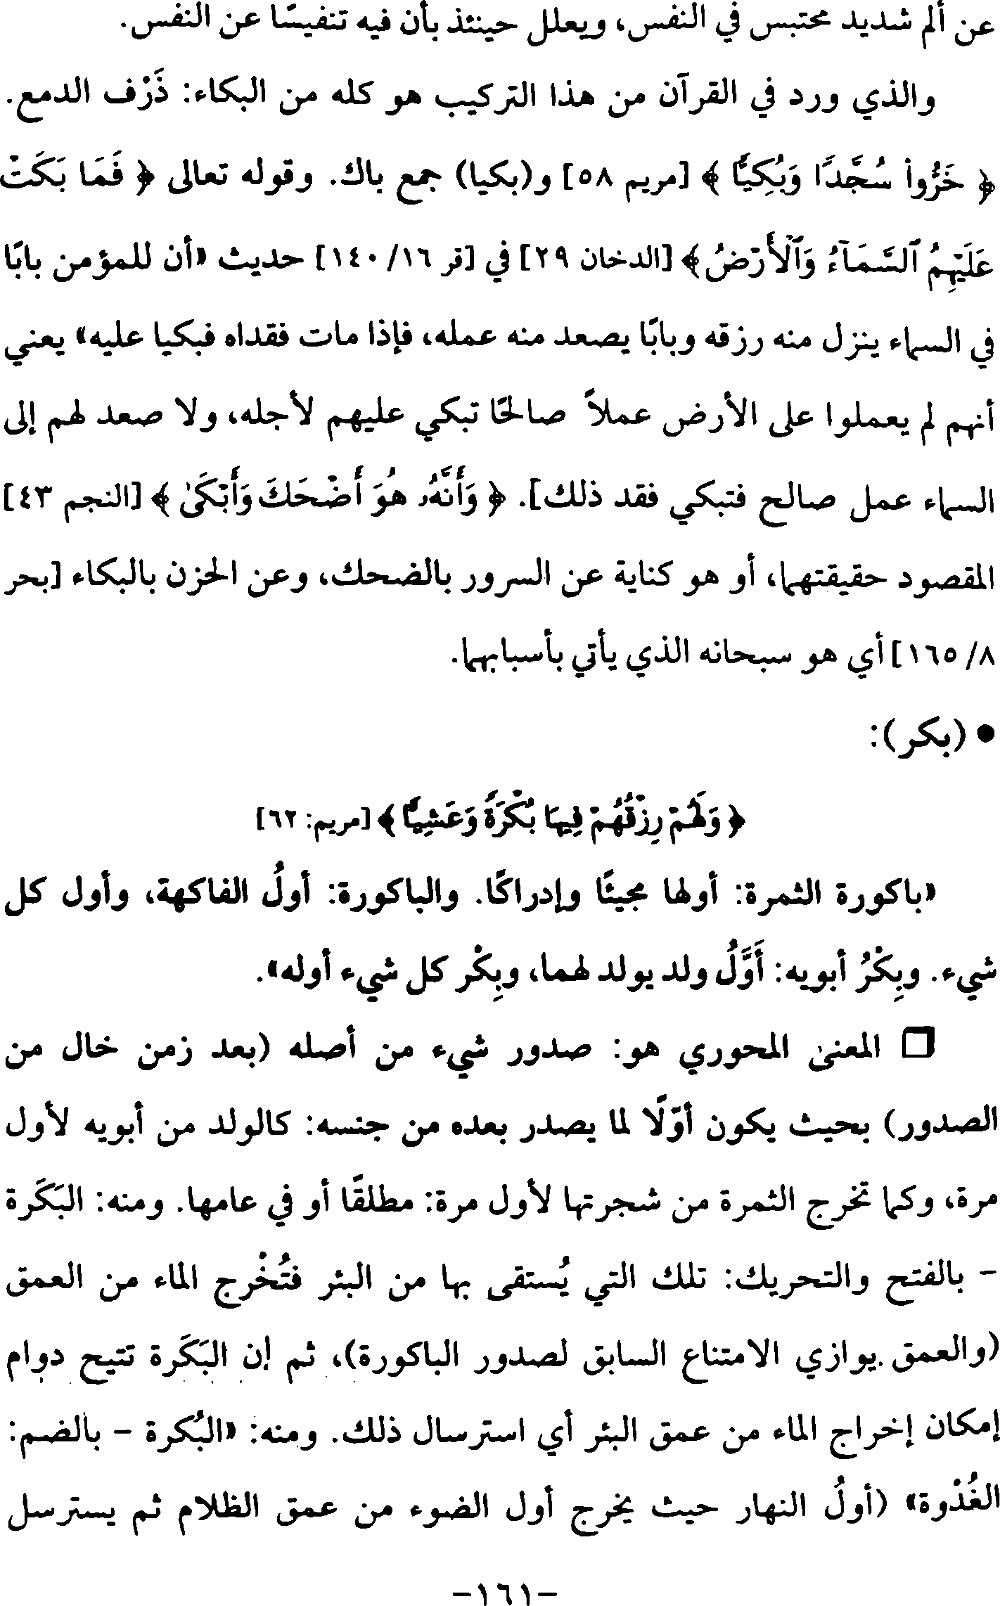 عن ألم شديد محتبس في النفس، ويعلل حينئذ بأن فيه تنفيسًا عن النفس.
والذي ورد في القرآن من هذا التركيب هو كله من البكاء: ذَرْف الدمع.
﴿ خَرُّوا۟ سُجَّدًا وَبُكِيًّا ﴾ [مريم ٥٨] و(بكيا) جمع باك. وقوله تعالى ﴿ فَمَا بَكَتْ
عَلَيْهِمُ ٱلسَّمَآءُ وَٱلْأَرْضُ ﴾ [الدخان ٢٩] في [قر ١٦/ ١٤٠] حديث «أن للمؤمن بابًا
في السماء ينزل منه رزقه وبابًا يصعد منه عمله، فإذا مات فقداه فبكيا عليه» يعني
أنهم لم يعملوا على الأرض عملاً صالحًا تبكي عليهم لأجله، ولا صعد لهم إلى
السماء عمل صالح فتبكي فقد ذلك]. ﴿ وَأَنَّهُۥ هُوَ أَضْحَكَ وَأَبْكَىٰ ﴾ [النجم ٤٣]
المقصود حقيقتهما، أو هو كناية عن السرور بالضحك، وعن الحزن بالبكاء [بحر
٨/ ١٦٥] أي هو سبحانه الذي يأتي بأسبابهما.
● (بكر):
﴿ وَلَهُمْ رِزْقُهُمْ فِيهَا بُكْرَةً وَعَشِيًّا ﴾ [مريم: ٦٢]
«باكورة الثمرة: أولها مجيئًا وإدراكًا. والباكورة: أولُ الفاكهة، وأول كل
شيء. وبِكْرُ أبويه: أَوَّلُ ولد يولد لهما، وبِكْر كل شيء أوله».
❒ المعنىٰ المحوري هو: صدور شيء من أصله (بعد زمن خال من
الصدور) بحيث يكون أوّلًا لما يصدر بعده من جنسه: كالولد من أبويه لأول
مرة، وكما تخرج الثمرة من شجرتها لأول مرة: مطلقًا أو في عامها. ومنه: البَكَرة
– بالفتح والتحريك: تلك التي يُستقى بها من البئر فتُخْرج الماء من العمق
(والعمق يوازي الامتناع السابق لصدور الباكورة)، ثم إن البَكَرة تتيح دوام
إمكان إخراج الماء من عمق البئر أي استرسال ذلك. ومنه: «البُكرة – بالضم:
الغُدْوة» (أولُ النهار حيث يخرج أول الضوء من عمق الظلام ثم يسترسل
–١٦١–